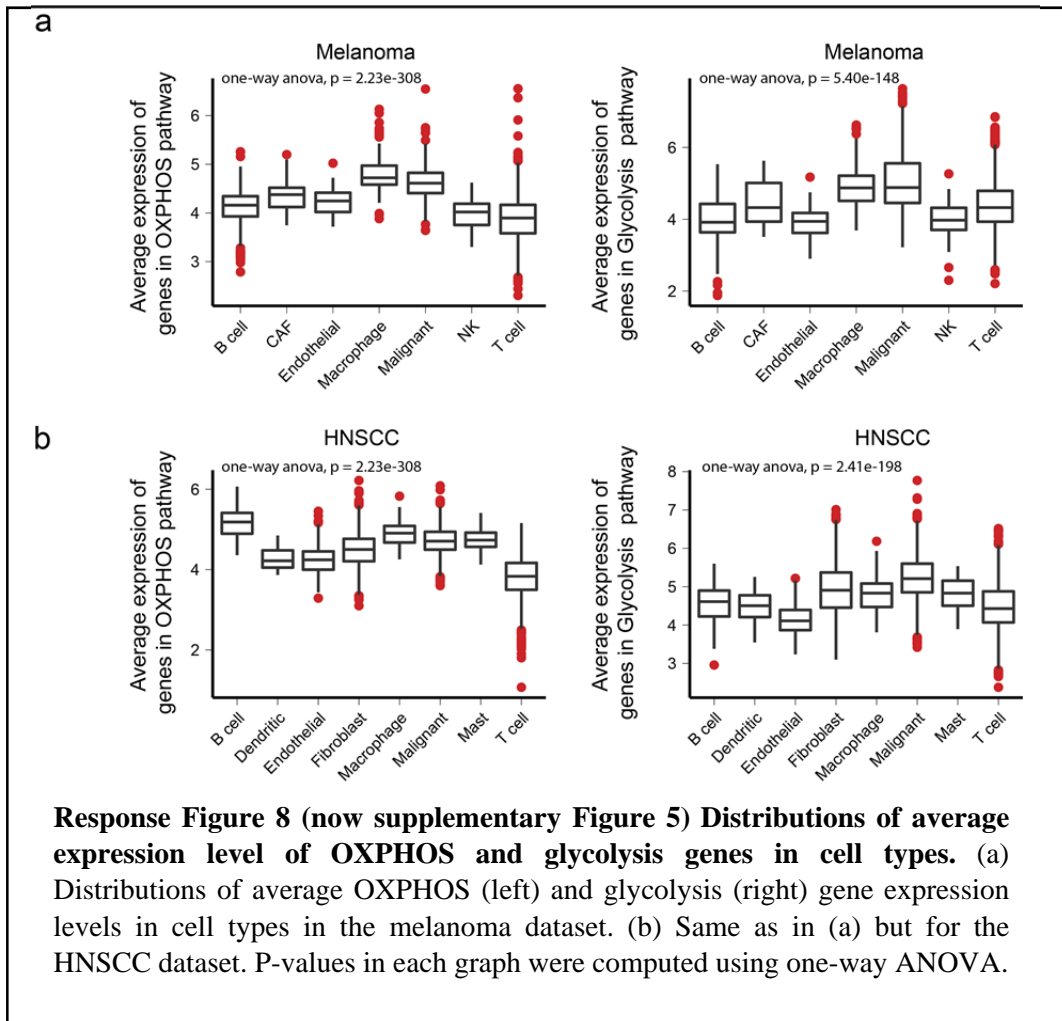 a
Melanoma
one-way anova, p = 2.23e-308
Average expression of
genes in OXPHOS pathway
6
5
4
3
B cell
CAF
Endothelial
Macrophage
Malignant
NK
T cell
Melanoma
one-way anova, p = 5.40e-148
Average expression of
genes in Glycolysis pathway
6
4
2
B cell
CAF
Endothelial
Macrophage
Malignant
NK
T cell
b
HNSCC
one-way anova, p = 2.23e-308
Average expression of
genes in OXPHOS pathway
6
4
2
B cell
Dendritic
Endothelial
Fibroblast
Macrophage
Malignant
Mast
T cell
HNSCC
one-way anova, p = 2.41e-198
Average expression of
genes in Glycolysis pathway
8
7
6
5
4
3
B cell
Dendritic
Endothelial
Fibroblast
Macrophage
Malignant
Mast
T cell
Response Figure 8 (now supplementary Figure 5) Distributions of average
expression level of OXPHOS and glycolysis genes in cell types. (a)
Distributions of average OXPHOS (left) and glycolysis (right) gene expression
levels in cell types in the melanoma dataset. (b) Same as in (a) but for the
HNSCC dataset. P-values in each graph were computed using one-way ANOVA.